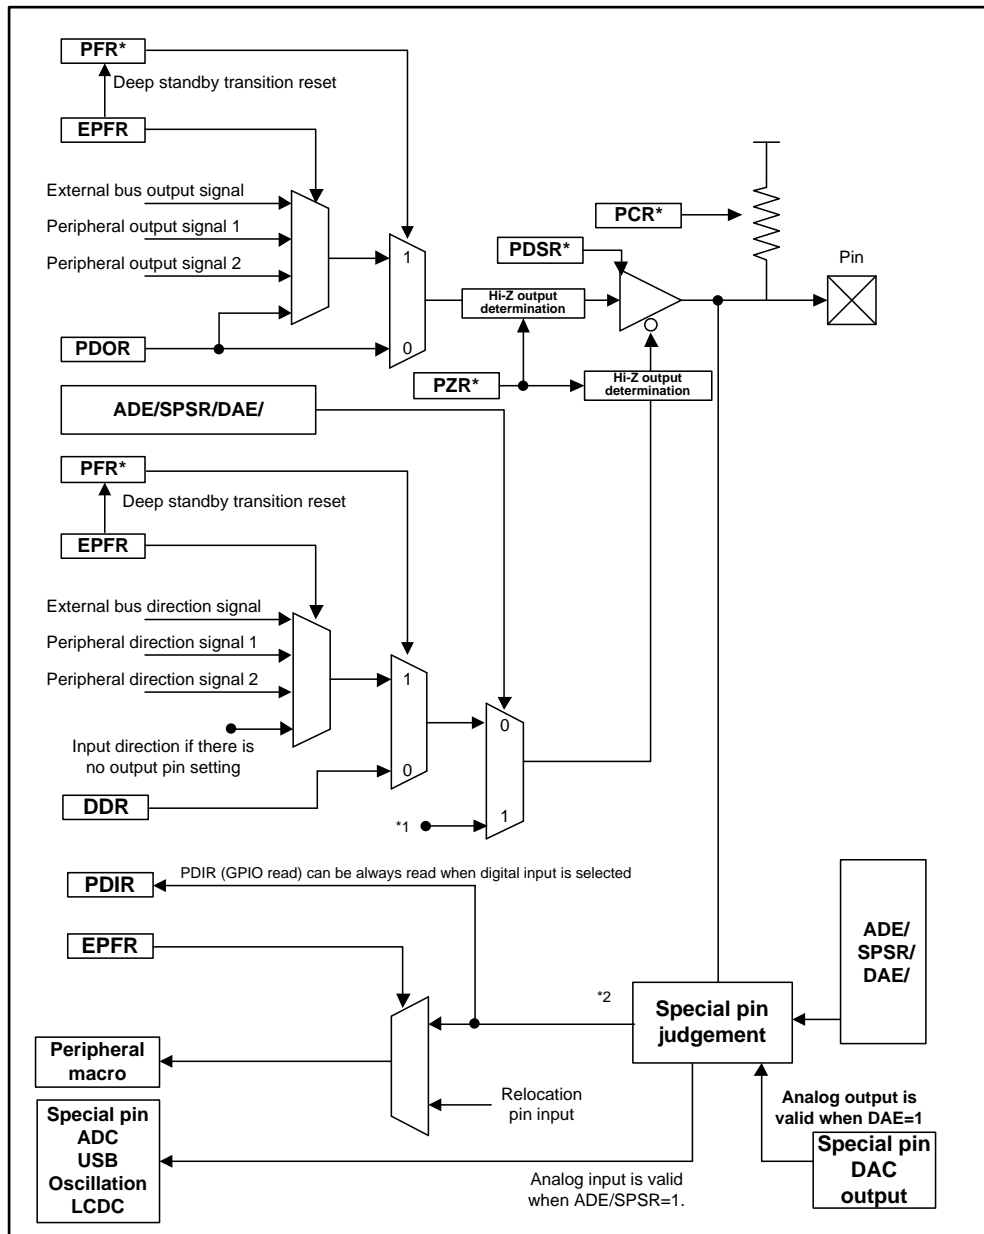 PFR*
Deep standby transition reset
EPFR
External bus output signal
Peripheral output signal 1
Peripheral output signal 2
PDOR
1
0
PCR*
PDSR*
Pin
Hi-Z output
determination
PZR*
Hi-Z output
determination
ADE/SPSR/DAE/
PFR*
Deep standby transition reset
EPFR
External bus direction signal
Peripheral direction signal 1
Peripheral direction signal 2
Input direction if there is
no output pin setting
DDR
1
0
0
1
*1
PDIR
PDIR (GPIO read) can be always read when digital input is selected
EPFR
*2
Special pin
judgement
ADE/
SPSR/
DAE/
Peripheral
macro
Relocation
pin input
Special pin
ADC
USB
Oscillation
LCDC
Analog input is valid
when ADE/SPSR=1.
Analog output is
valid when DAE=1
Special pin
DAC
output